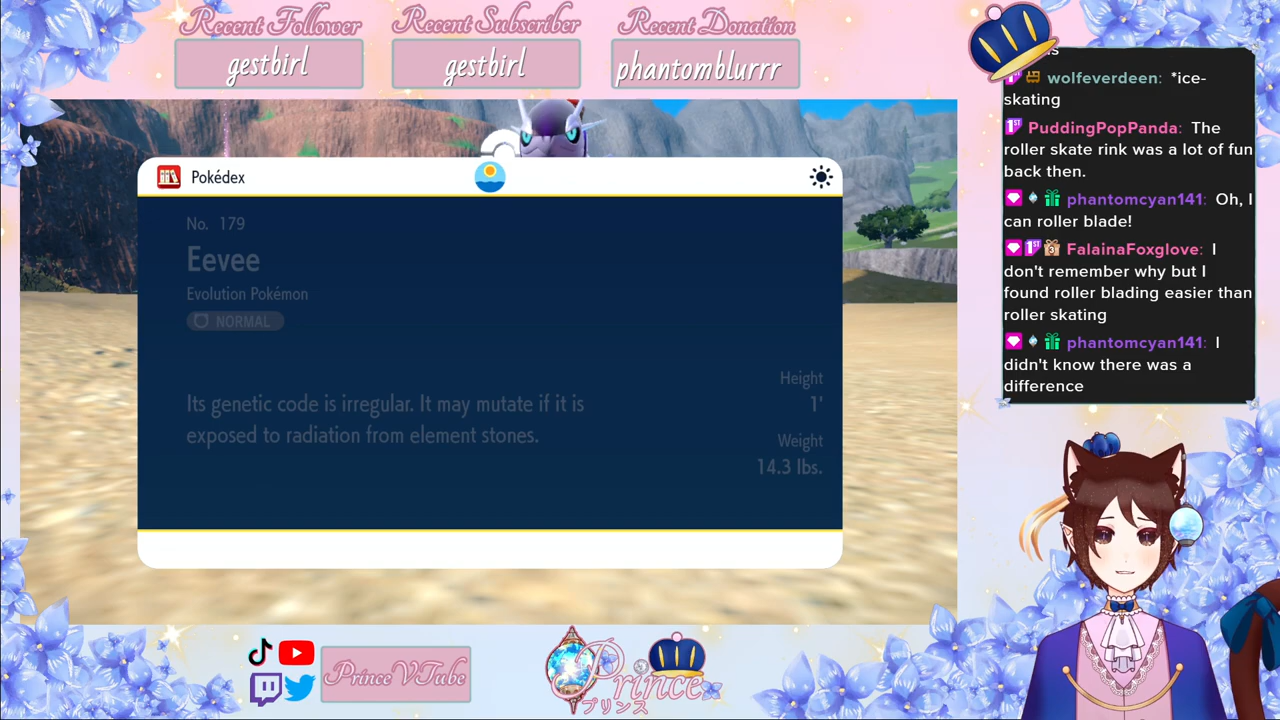 Recent Follower
gestbirl
Recent Subscriber
gestbirl
Recent Donation
phantomblurrr
wolfeverdeen: *ice-
skating
PuddingPopPanda: The
roller skate rink was a lot of fun
back then.
phantomcyan141: Oh, I
can roller blade!
FalainaFoxglove: I
don't remember why but I
found roller blading easier than
roller skating
phantomcyan141: I
didn't know there was a
difference
Pokédex
No. 179
Eevee
Evolution Pokémon
NORMAL
Its genetic code is irregular. It may mutate if it is
exposed to radiation from element stones.
Height
1'
Weight
14.3 lbs.
PrinceVTube
Prince
プリンス